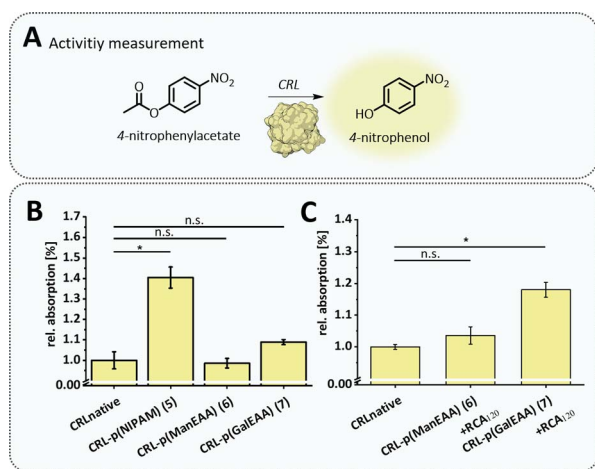 A Activitiy measurement
O
O
NO2
4-nitrophenylacetate
CRL
HO
NO2
4-nitrophenol
B
rel. absorption [%]
1.7
1.6
1.5
1.4
1.3
1.2
1.1
1.0
0.00
n.s.
n.s.
*
CRLnative
CRL-p(NIPAM) (5)
CRL-p(ManEAA) (6)
CRL-p(GalEAA) (7)
C
rel. absorption [%]
1.4
1.3
1.2
1.1
1.0
0.00
*
n.s.
CRLnative
CRL-p(ManEAA) (6)
+RCA120
CRL-p(GalEAA) (7)
+RCA120